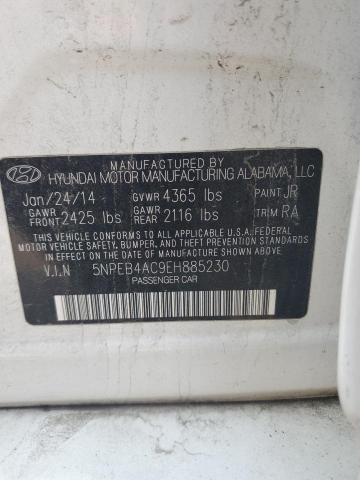 MANUFACTURED BY
HYUNDAI MOTOR MANUFACTURING ALABAMA, LLC
Jan/24/14 GVWR 4365 lbs PAINT JR
GAWR FRONT 2425 lbs GAWR REAR 2116 lbs TRIM RA
THIS VEHICLE CONFORMS TO ALL APPLICABLE U.S.A.FEDERAL
MOTOR VEHICLE SAFETY, BUMPER, AND THEFT PREVENTION STANDARDS
IN EFFECT ON THE DATE OF MANUFACTURE SHOWN ABOVE.
V.I.N 5NPEB4AC9EH885230
PASSENGER CAR